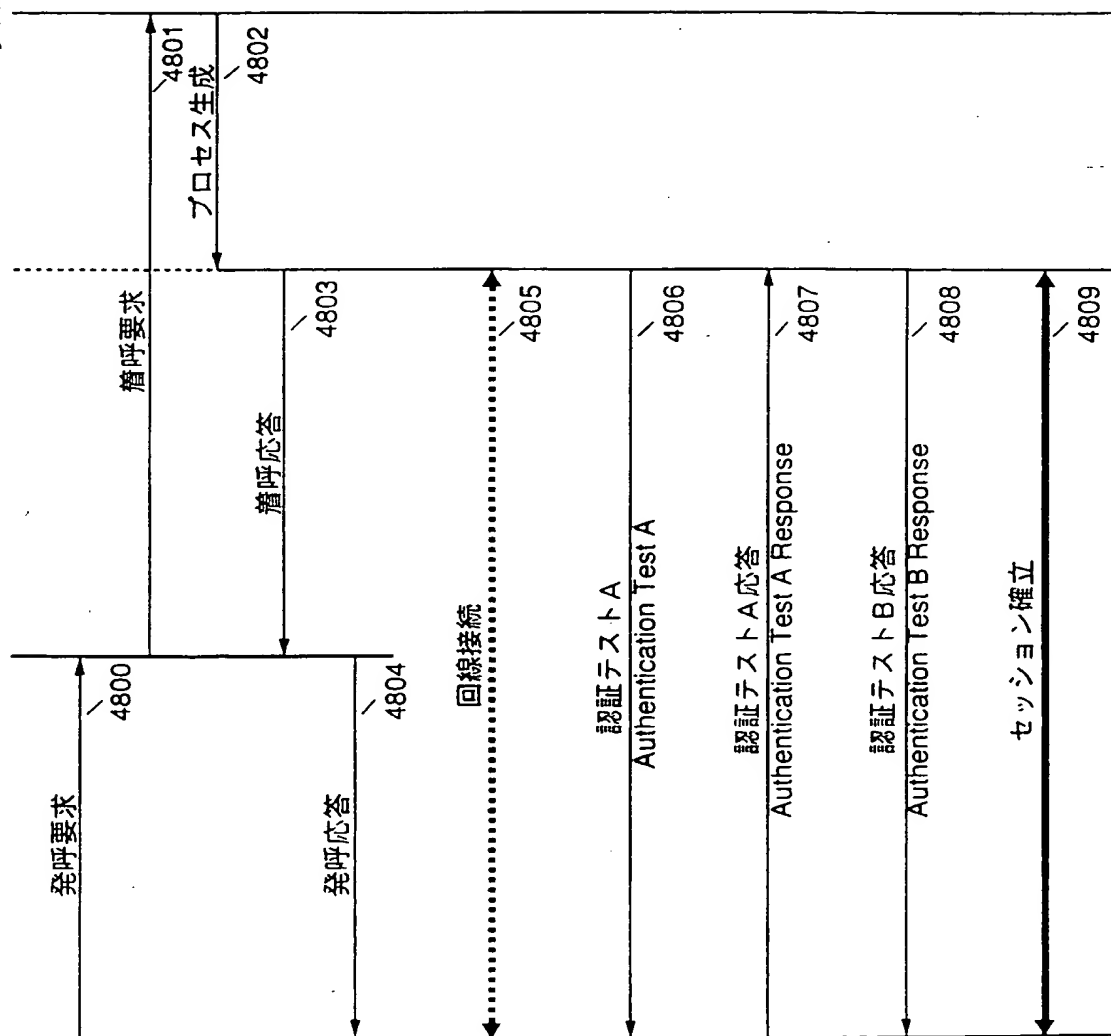 発呼要求
4800
着呼要求
4801
プロセス生成
4802
着呼応答
4803
発呼応答
4804
回線接続
4805
認証テストA
Authentication Test A
4806
認証テストA応答
Authentication Test A Response
4807
認証テストB応答
Authentication Test B Response
4808
セッション確立
4809